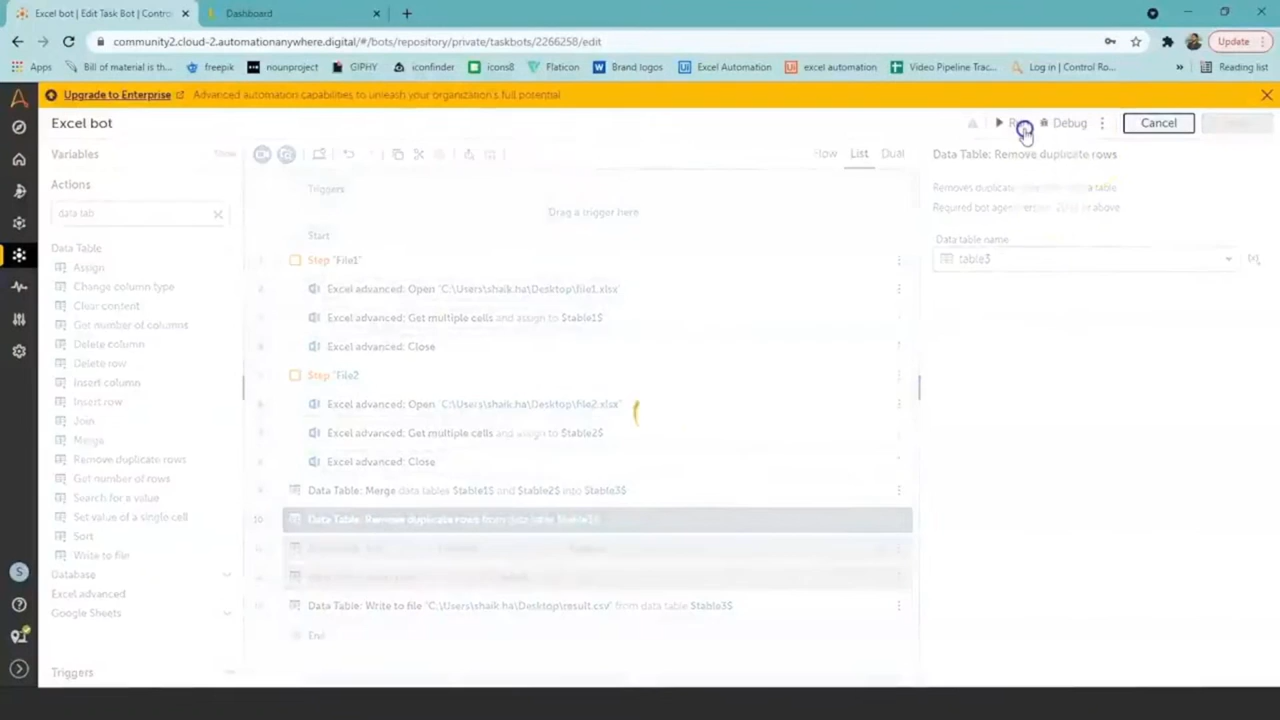 Excel bot | Edit Task Bot | Contro
Dashboard
community2.cloud-2.automationanywhere.digital/#/bots/repository/private/taskbots/2266258/edit
Update
Apps
Bill of material is th...
freepik
nounproject
GIPHY
iconfinder
icons8
Flaticon
Brand logos
Excel Automation
excel automation
Video Pipeline Trac...
Log in | Control Ro...
»
Reading list
Upgrade to Enterprise
Advanced automation capabilities to unleash your organization's full potential
Excel bot
Debug
Cancel
Variables
Show
Flow
List
Dual
Data Table: Remove duplicate rows
Actions
Triggers
data tab
Drag a trigger here
Data table name
Start
table3
Data Table
Step "File1"
Assign
Change column type
Excel advanced: Open "C:\Users\shaik.ha\Desktop\file1.xlsx"
Clear content
Excel advanced: Get multiple cells and assign to $table1$
Get number of columns
Delete column
Excel advanced: Close
Delete row
Step "File2
Insert column
Insert row
Excel advanced: Open "C:\Users\shaik.ha\Desktop\file2.xlsx"
Join
Excel advanced: Get multiple cells and assign to $table2$
Merge
Remove duplicate rows
Excel advanced: Close
Get number of rows
Data Table: Merge data tables $table1$ and $table2$ into $table3$
Search for a value
10
Data Table: Remove duplicate rows from data table
Set value of a single cell
Sort
Write to file
Database
Excel advanced
Data Table: Write to file "C:\Users\shaik.ha\Desktop\result.csv" from data table $table3$
Google Sheets
End
Triggers
S